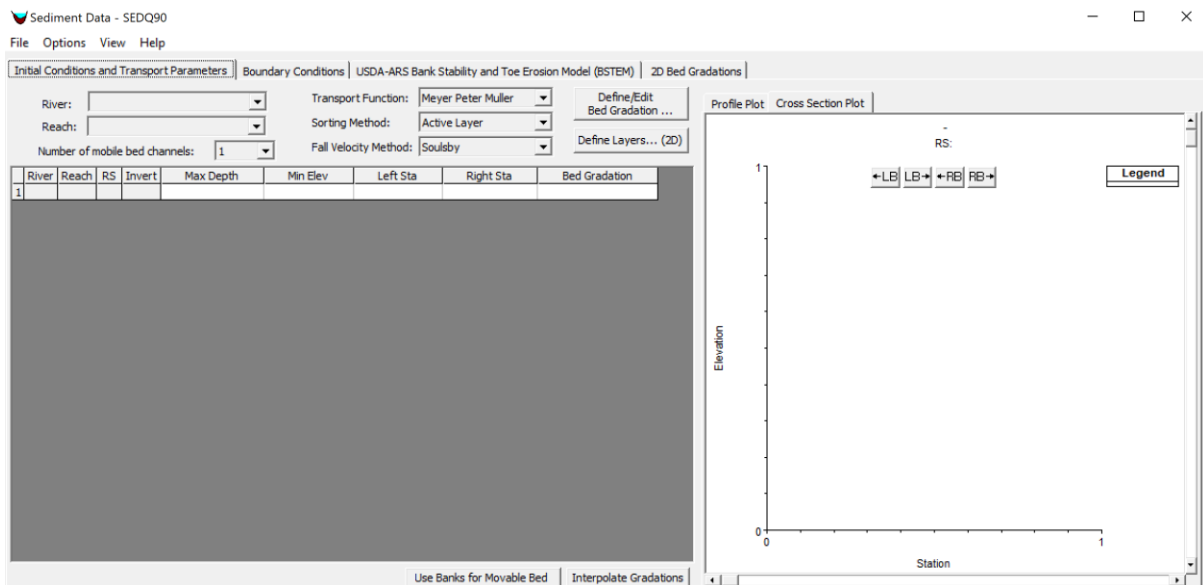 Sediment Data - SEDQ90
File Options View Help
Initial Conditions and Transport Parameters Boundary Conditions USDA-ARS Bank Stability and Toe Erosion Model (BSTEM) 2D Bed Gradations
River:
Reach:
Number of mobile bed channels: 1
Transport Function: Meyer Peter Muller
Sorting Method: Active Layer
Fall Velocity Method: Soulsby
Define/Edit
Bed Gradation ...
Define Layers... (2D)
River Reach RS Invert Max Depth Min Elev Left Sta Right Sta Bed Gradation
1
Use Banks for Movable Bed Interpolate Gradations
Profile Plot Cross Section Plot
-
RS:
←LB LB→ ←RB RB→
Legend
1
Elevation
0
0 1
Station